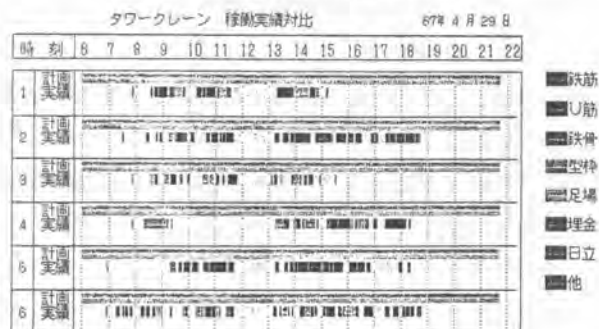 タワークレーン 稼働実績対比 87年 4月 29日
時 刻 6 7 8 9 10 11 12 13 14 15 16 17 18 19 20 21 22
1 計画
実績
2 計画
実績
3 計画
実績
4 計画
実績
5 計画
実績
6 計画
実績
鉄筋
U筋
鉄骨
型枠
足場
埋金
日立
他